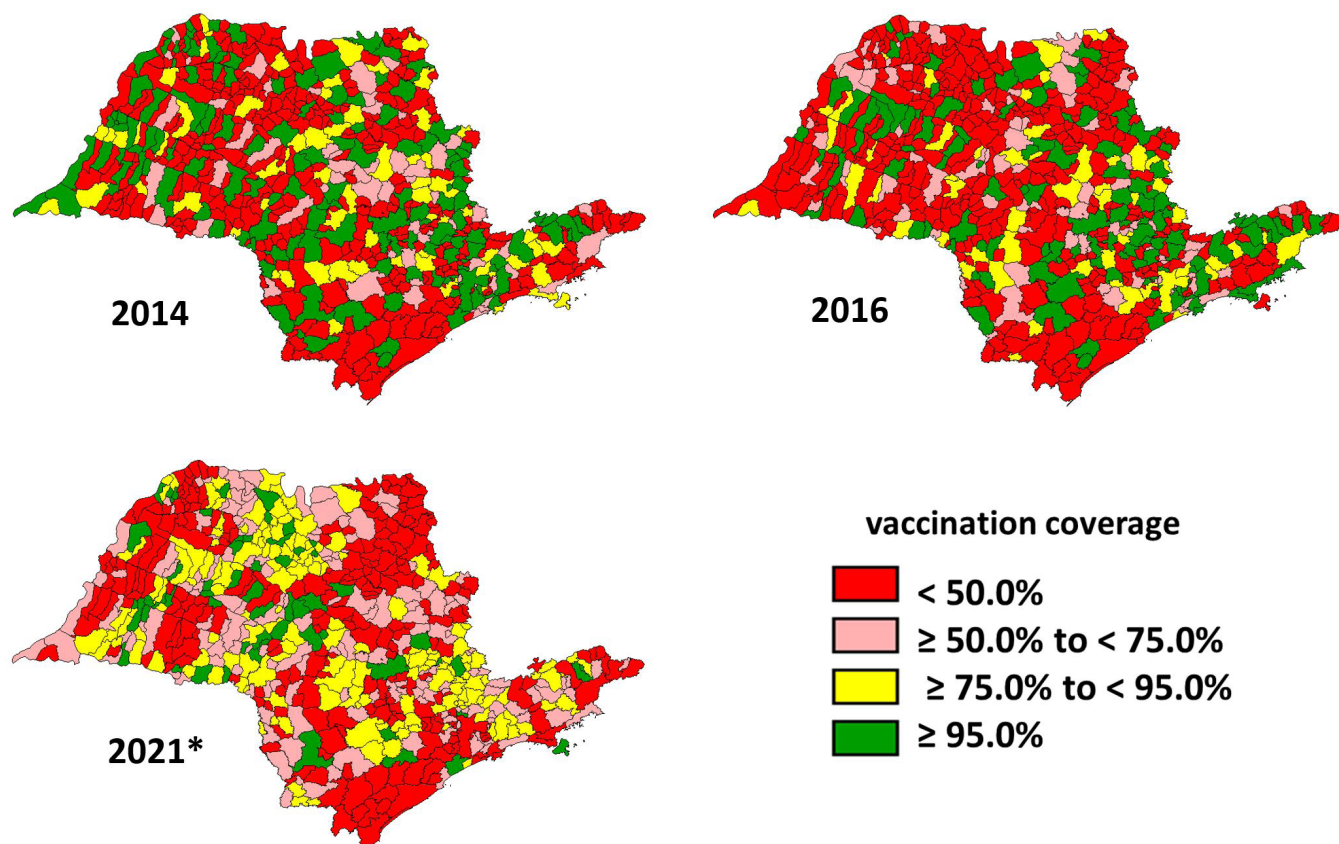 2014
2016
2021*
vaccination coverage
< 50.0%
≥ 50.0% to < 75.0%
≥ 75.0% to < 95.0%
≥ 95.0%